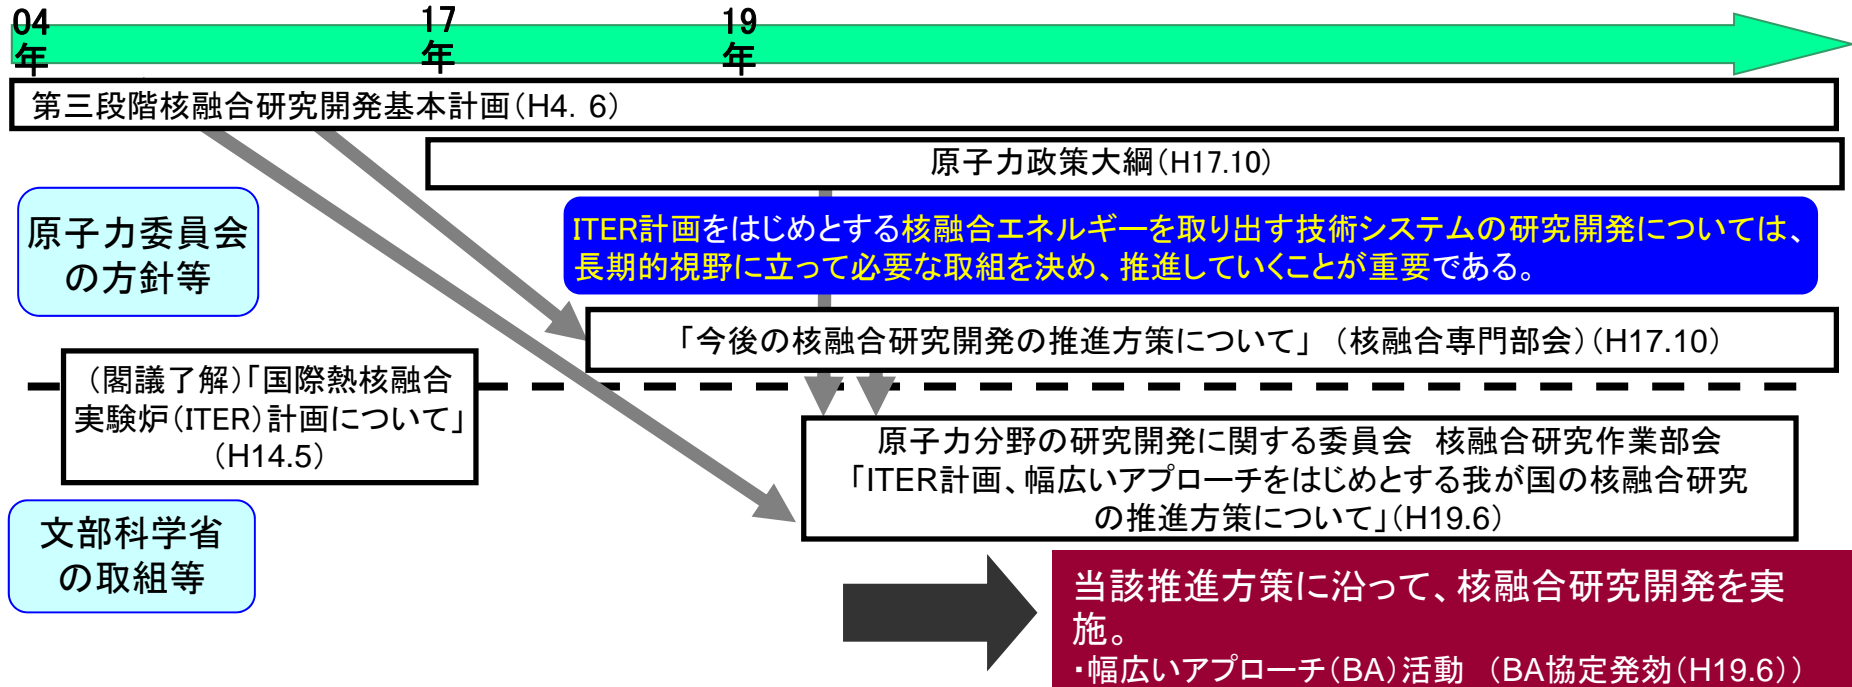 04年
17年
19年
第三段階核融合研究開発基本計画(H4. 6)
原子力政策大綱(H17.10)
原子力委員会
の方針等
ITER計画をはじめとする核融合エネルギーを取り出す技術システムの研究開発については、
長期的視野に立って必要な取組を決め、推進していくことが重要である。
「今後の核融合研究開発の推進方策について」 (核融合専門部会)(H17.10)
(閣議了解)「国際熱核融合
実験炉(ITER)計画について」
(H14.5)
原子力分野の研究開発に関する委員会 核融合研究作業部会
「ITER計画、幅広いアプローチをはじめとする我が国の核融合研究
の推進方策について」(H19.6)
文部科学省
の取組等
当該推進方策に沿って、核融合研究開発を実
施。
・幅広いアプローチ(BA)活動 (BA協定発効(H19.6))